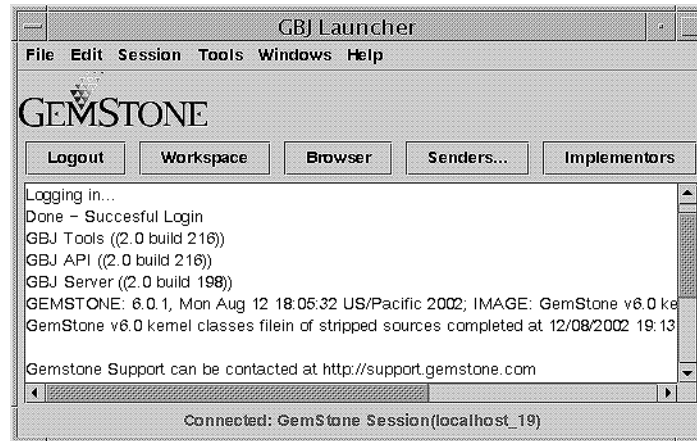 GBJ Launcher
File Edit Session Tools Windows Help
GEMSTONE
Logout Workspace Browser Senders... Implementors
Logging in...
Done - Succesful Login
GBJ Tools ((2.0 build 216))
GBJ API ((2.0 build 216))
GBJ Server ((2.0 build 198))
GEMSTONE: 6.0.1, Mon Aug 12 18:05:32 US/Pacific 2002; IMAGE: GemStone v6.0 ke
GemStone v6.0 kernel classes filein of stripped sources completed at 12/08/2002 19:13
Gemstone Support can be contacted at http://support.gemstone.com
Connected: GemStone Session(localhost_19)